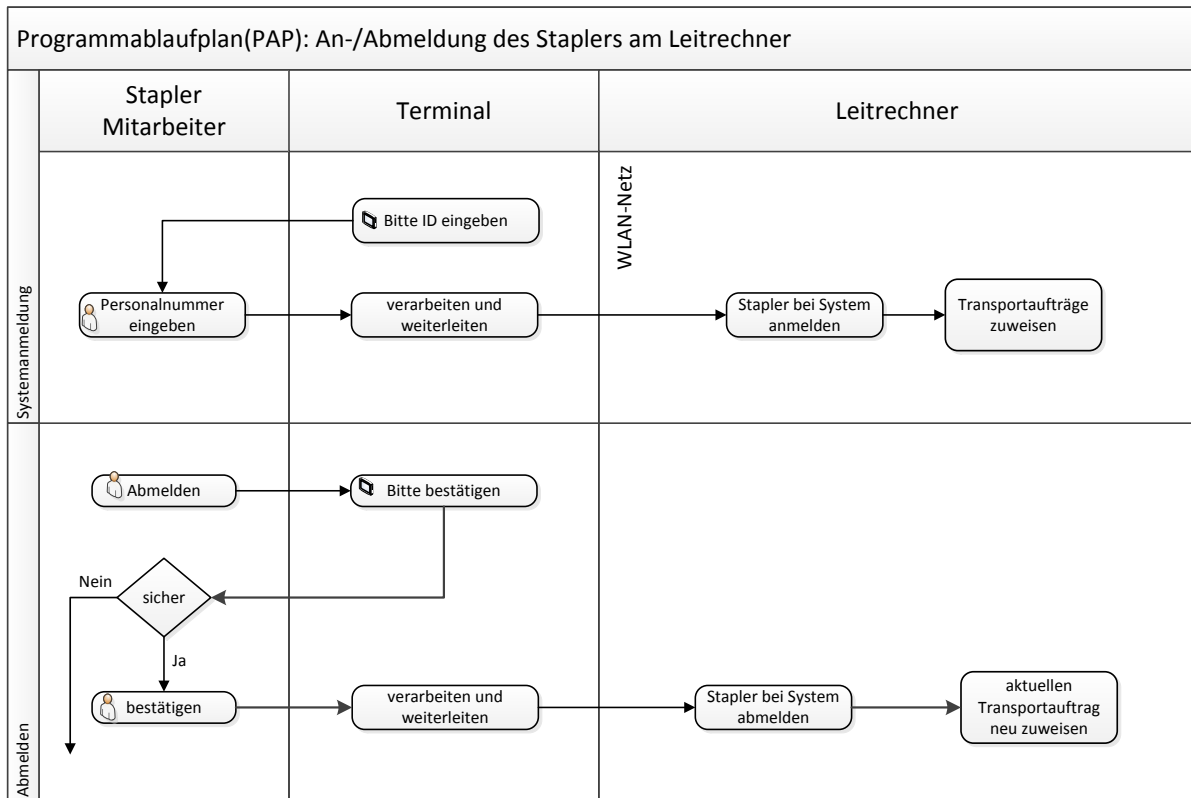 Programmablaufplan(PAP): An-/Abmeldung des Staplers am Leitrechner
Stapler
Mitarbeiter
Terminal
Leitrechner
Systemanmeldung
WLAN-Netz
Bitte ID eingeben
Personalnummer
eingeben
verarbeiten und
weiterleiten
Stapler bei System
anmelden
Transportaufträge
zuweisen
Abmelden
Abmelden
Bitte bestätigen
Nein
sicher
Ja
bestätigen
verarbeiten und
weiterleiten
Stapler bei System
abmelden
aktuellen
Transportauftrag
neu zuweisen